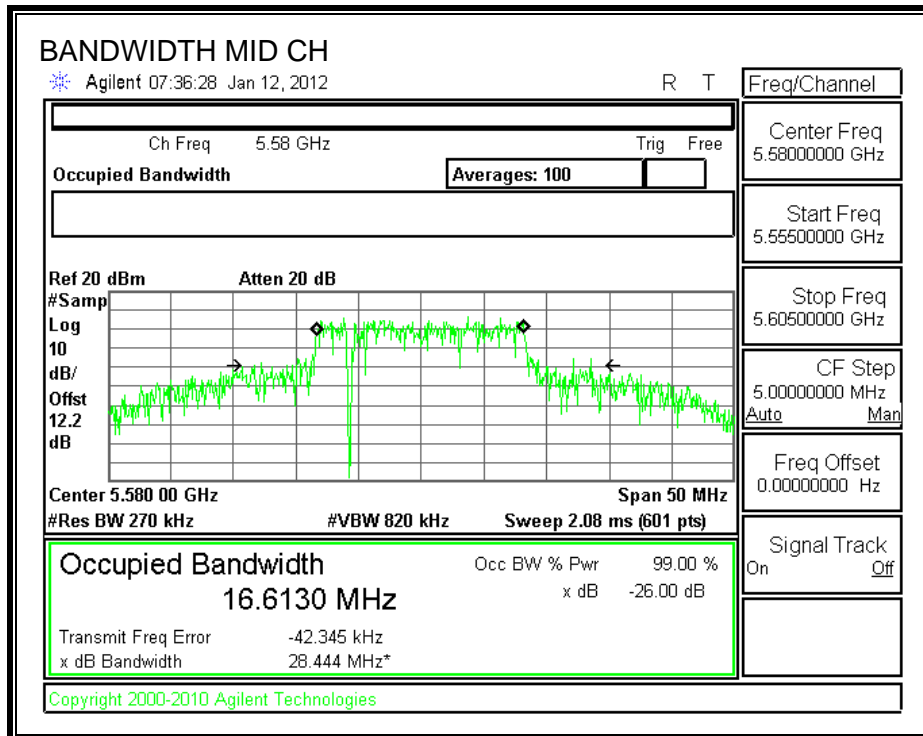 BANDWIDTH MID CH
Agilent 07:36:28 Jan 12, 2012 R T
Ch Freq 5.58 GHz Trig Free
Occupied Bandwidth Averages: 100
Ref 20 dBm Atten 20 dB
#Samp
Log
10
dB/
Offst
12.2
dB
Center 5.580 00 GHz Span 50 MHz
#Res BW 270 kHz #VBW 820 kHz Sweep 2.08 ms (601 pts)
Occupied Bandwidth Occ BW % Pwr 99.00 %
16.6130 MHz x dB -26.00 dB
Transmit Freq Error -42.345 kHz
x dB Bandwidth 28.444 MHz*
Copyright 2000-2010 Agilent Technologies
Freq/Channel
Center Freq
5.58000000 GHz
Start Freq
5.55500000 GHz
Stop Freq
5.60500000 GHz
CF Step
5.00000000 MHz
Auto Man
Freq Offset
0.00000000 Hz
Signal Track
On Off